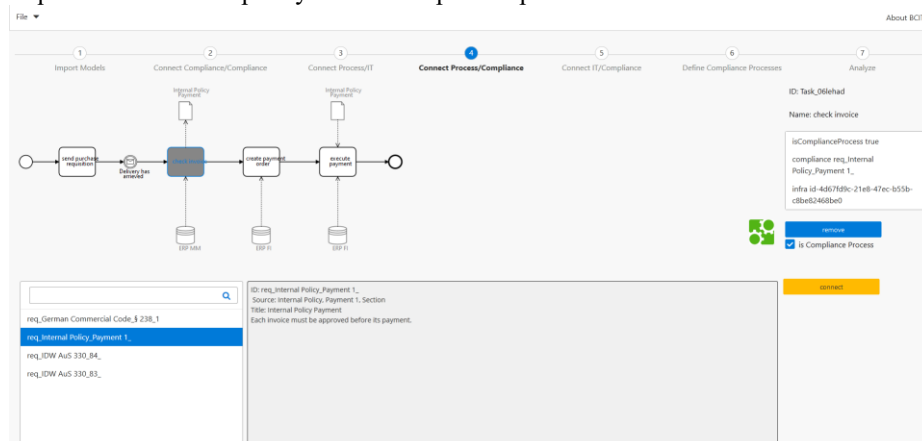 File ▼
About BCIT
1 2 3 4 5 6 7
Import Models Connect Compliance/Compliance Connect Process/IT Connect Process/Compliance Connect IT/Compliance Define Compliance Processes Analyze
Internal Policy
Payment
Internal Policy
Payment
ID: Task_06lehad
Name: check invoice
isComplianceProcess true
compliance req_Internal
Policy_Payment 1_
infra id-4d67fd9c-21e8-47ec-b55b-
c8be82468be0
send purchase
requisition
Delivery has
arrieved
check invoice
create payment
order
execute
payment
ERP MM
ERP FI
ERP FI
remove
is Compliance Process
connect
req_German Commercial Code_§ 238_1
req_Internal Policy_Payment 1_
req_IDW AuS 330_84_
req_IDW AuS 330_83_
ID: req_Internal Policy_Payment 1_
Source: Internal Policy, Payment 1, Section
Title: Internal Policy Payment
Each invoice must be approved before its payment.